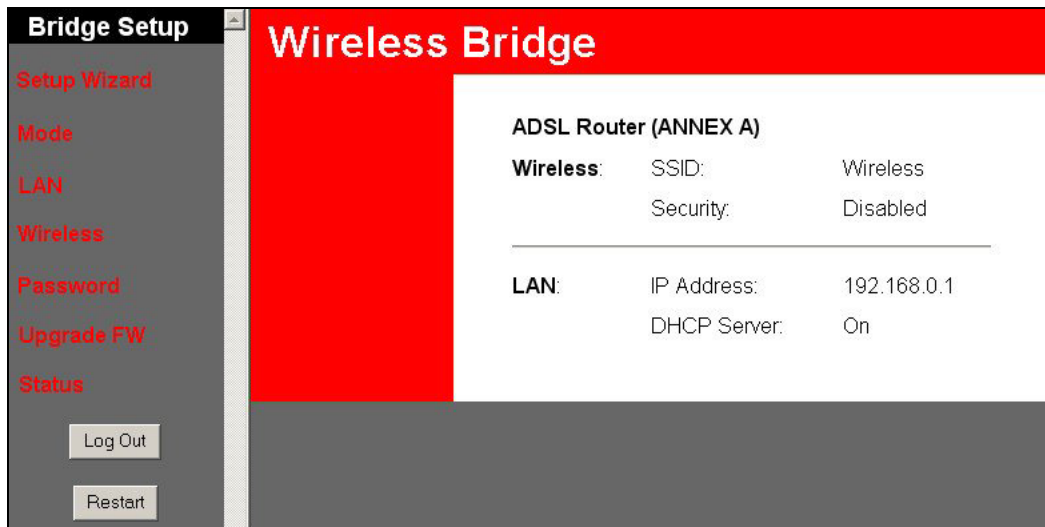 Bridge Setup
Setup Wizard
Mode
LAN
Wireless
Password
Upgrade FW
Status
Log Out
Restart
Wireless Bridge
ADSL Router (ANNEX A)
Wireless: SSID: Wireless
Security: Disabled
LAN: IP Address: 192.168.0.1
DHCP Server: On